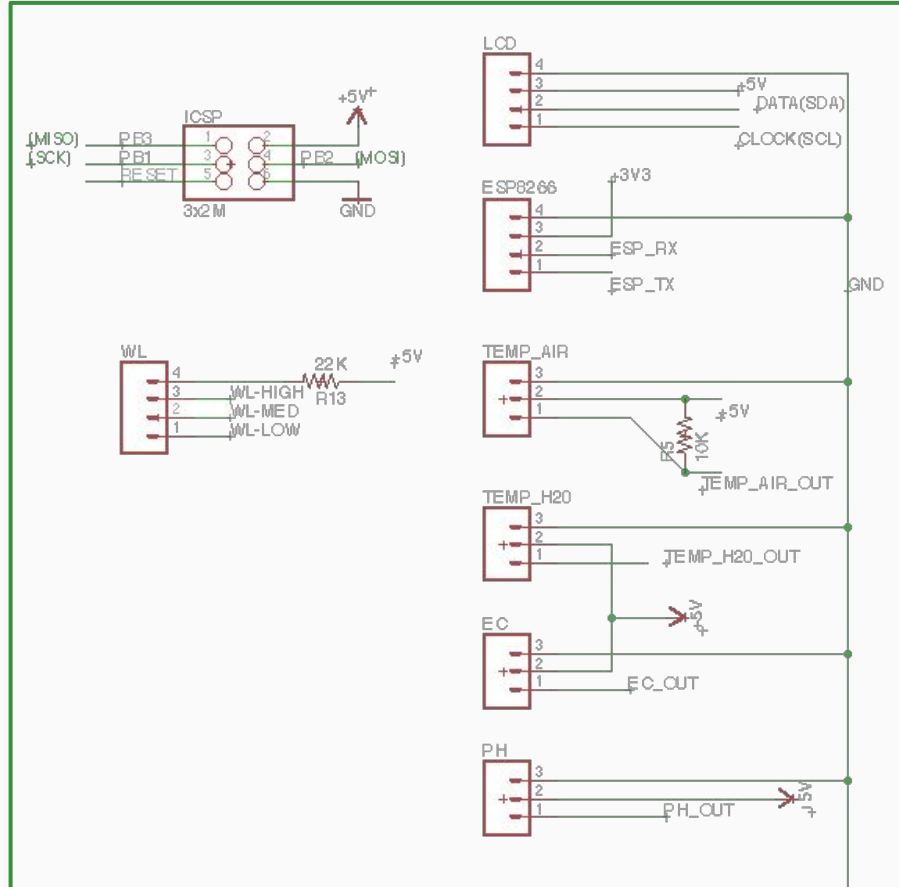 LCD
4
3
2
1
+5V
DATA(SDA)
CLOCK(SCL)
+5V
ICSP
(MISO) PB3 1 2
(SCK) PB1 3 4 PB2 (MOSI)
RESET 5 6
3x2M
GND
ESP8266
4
3
2
1
+3V3
ESP_RX
ESP_TX
GND
WL
4
3
2
1
22K
R13
+5V
WL-HIGH
WL-MED
WL-LOW
TEMP_AIR
3
2
1
+5V
R5
10K
TEMP_AIR_OUT
TEMP_H20
3
2
1
TEMP_H20_OUT
+5V
EC
3
2
1
EC_OUT
PH
3
2
1
+5V
PH_OUT